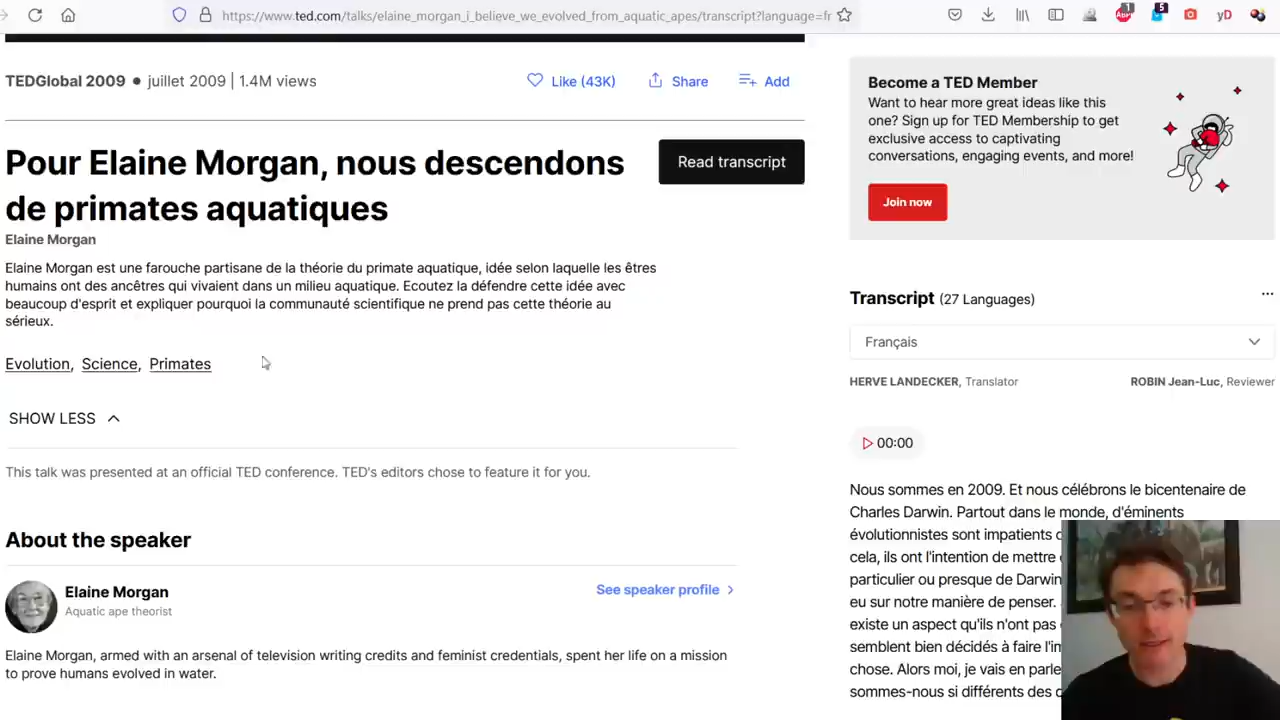 https://www.ted.com/talks/elaine_morgan_i_believe_we_evolved_from_aquatic_apes/transcript?language=fr
1
5
yD
TEDGlobal 2009 ● juillet 2009 | 1.4M views
Like (43K)
Share
Add
Pour Elaine Morgan, nous descendons
de primates aquatiques
Read transcript
Elaine Morgan
Elaine Morgan est une farouche partisane de la théorie du primate aquatique, idée selon laquelle les êtres
humains ont des ancêtres qui vivaient dans un milieu aquatique. Ecoutez la défendre cette idée avec
beaucoup d'esprit et expliquer pourquoi la communauté scientifique ne prend pas cette théorie au
sérieux.
Evolution, Science, Primates
SHOW LESS
This talk was presented at an official TED conference. TED's editors chose to feature it for you.
About the speaker
Elaine Morgan
Aquatic ape theorist
See speaker profile
Elaine Morgan, armed with an arsenal of television writing credits and feminist credentials, spent her life on a mission
to prove humans evolved in water.
Become a TED Member
Want to hear more great ideas like this
one? Sign up for TED Membership to get
exclusive access to captivating
conversations, engaging events, and more!
Join now
Transcript (27 Languages)
Français
HERVE LANDECKER, Translator
ROBIN Jean-Luc, Reviewer
00:00
Nous sommes en 2009. Et nous célébrons le bicentenaire de
Charles Darwin. Partout dans le monde, d'éminents
évolutionnistes sont impatients
cela, ils ont l'intention de mettre
particulier ou presque de Darwin
eu sur notre manière de penser.
existe un aspect qu'ils n'ont pas
semblent bien décidés à faire
chose. Alors moi, je vais en parle
sommes-nous si différents des